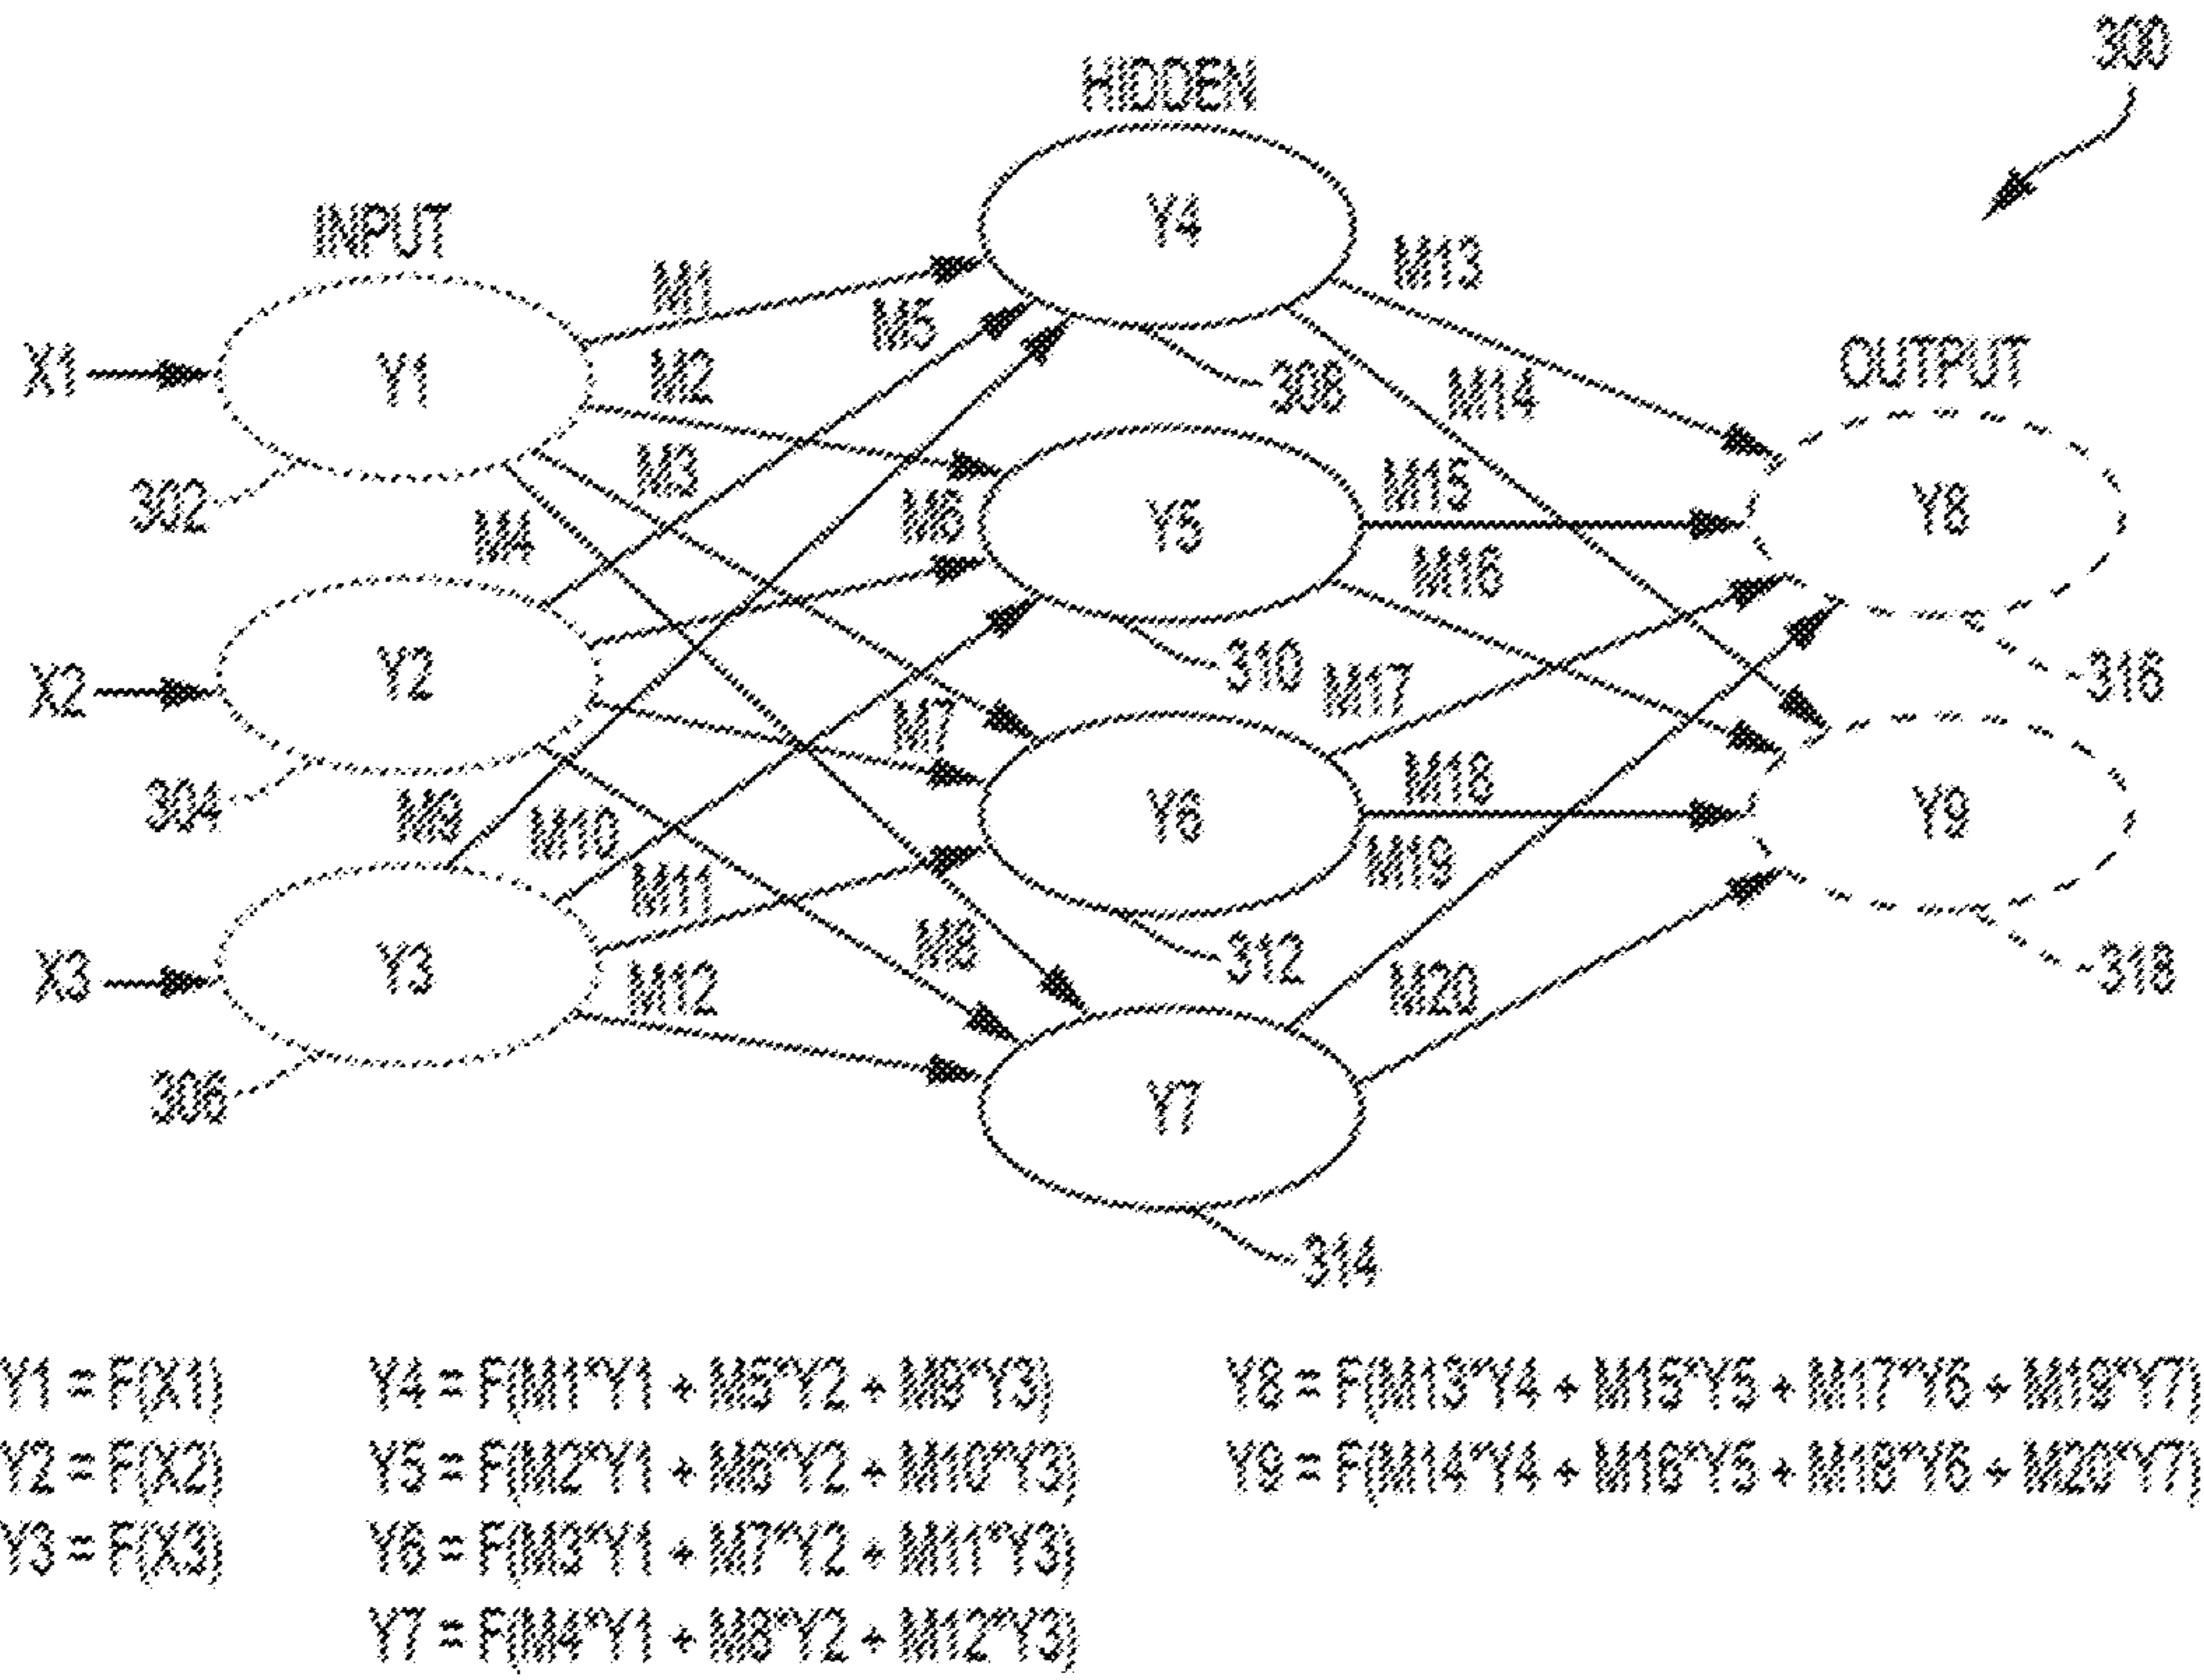 300
HIDDEN
Y4
INPUT
M1
M13
M5
X1
Y1
M2
308
M14
OUTPUT
302
M3
M4
M6
Y5
M15
Y8
M16
X2
Y2
310
M17
316
304
M7
M9
M10
Y6
M18
Y9
M19
M11
X3
Y3
M8
312
M12
M20
318
306
Y7
314
Y1 = F(X1)
Y2 = F(X2)
Y3 = F(X3)
Y4 = F(M1*Y1 + M5*Y2 + M9*Y3)
Y5 = F(M2*Y1 + M6*Y2 + M10*Y3)
Y6 = F(M3*Y1 + M7*Y2 + M11*Y3)
Y7 = F(M4*Y1 + M8*Y2 + M12*Y3)
Y8 = F(M13*Y4 + M15*Y5 + M17*Y6 + M19*Y7)
Y9 = F(M14*Y4 + M16*Y5 + M18*Y6 + M20*Y7)